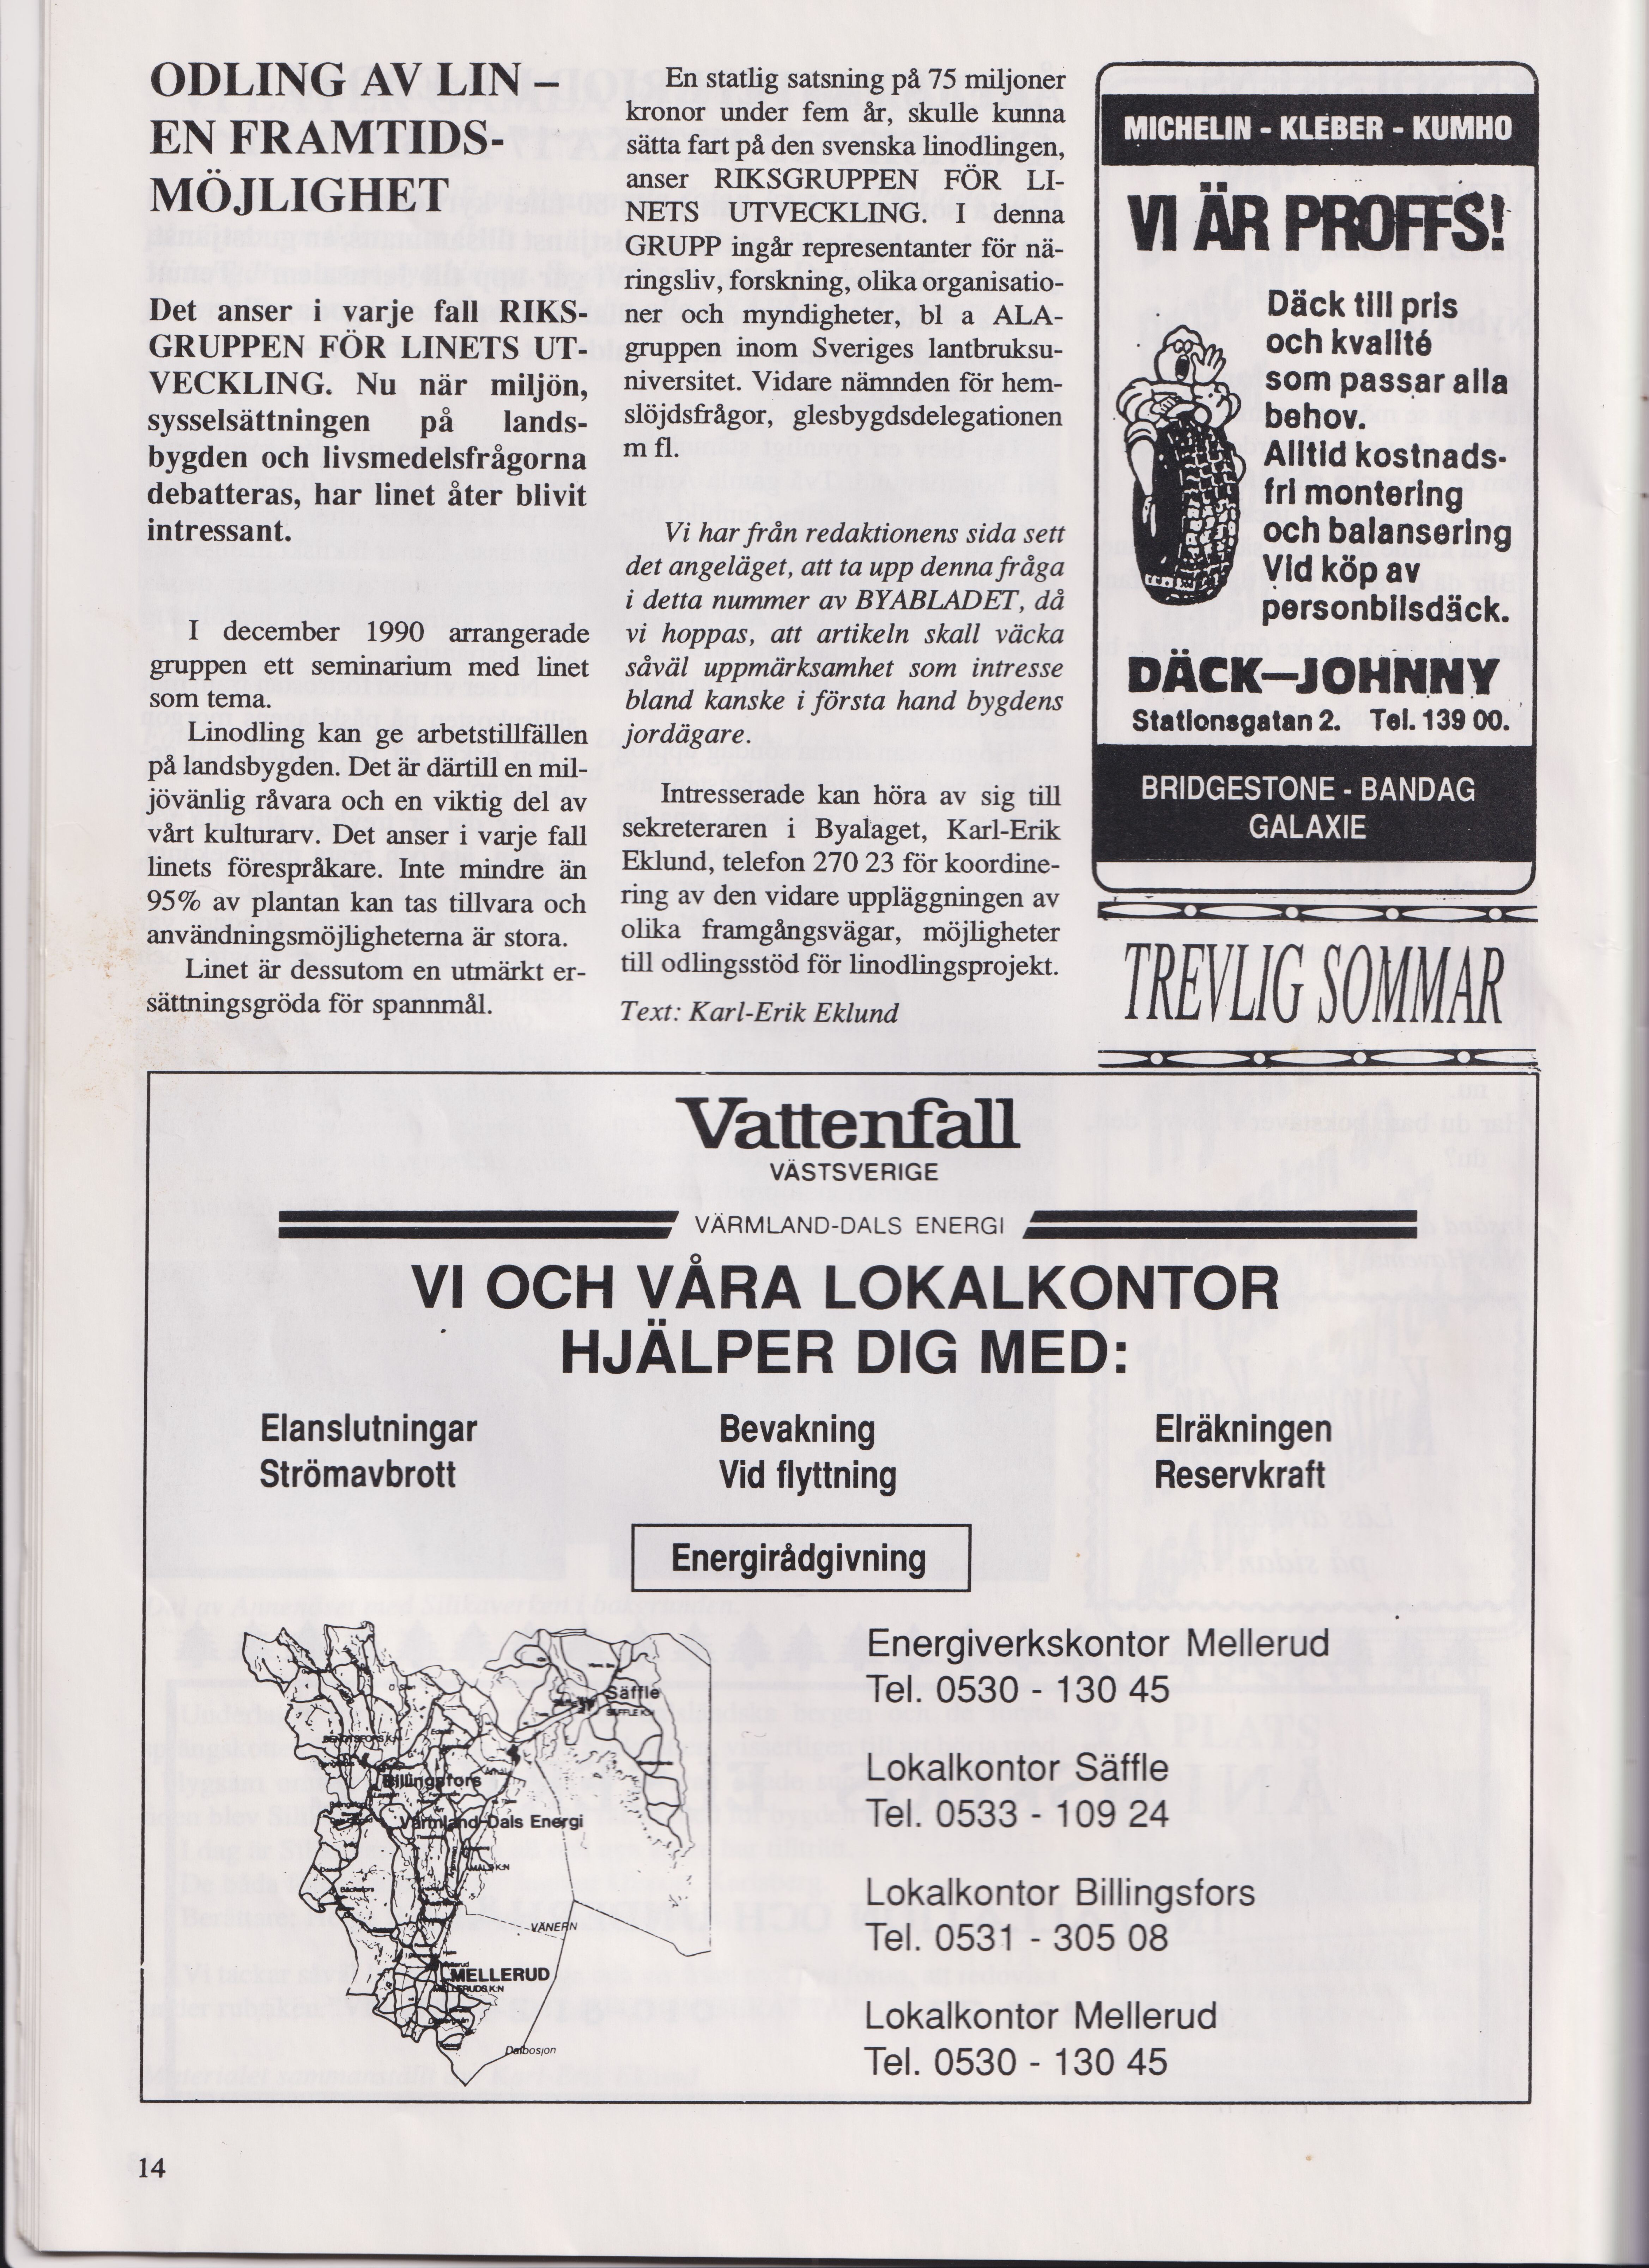 ODLING AV LIN –
EN FRAMTIDS-
MÖJLIGHET
Det anser i varje fall RIKS-
GRUPPEN FÖR LINETS UT-
VECKLING. Nu när miljön,
sysselsättningen på lands-
bygden och livsmedelsfrågorna
debatteras, har linet åter blivit
intressant.
I december 1990 arrangerade
gruppen ett seminarium med linet
som tema.
Linodling kan ge arbetstillfällen
på landsbygden. Det är därtill en mil-
jövänlig råvara och en viktig del av
vårt kulturarv. Det anser i varje fall
linets förespråkare. Inte mindre än
95% av plantan kan tas tillvara och
användningsmöjligheterna är stora.
Linet är dessutom en utmärkt er-
sättningsgröda för spannmål.
En statlig satsning på 75 miljoner
kronor under fem år, skulle kunna
sätta fart på den svenska linodlingen,
anser RIKSGRUPPEN FÖR LI-
NETS UTVECKLING. I denna
GRUPP ingår representanter för nä-
ringsliv, forskning, olika organisatio-
ner och myndigheter, bl a ALA-
gruppen inom Sveriges lantbruksu-
niversitet. Vidare nämnden för hem-
slöjdsfrågor, glesbygdsdelegationen
m fl.
Vi har från redaktionens sida sett
det angeläget, att ta upp denna fråga
i detta nummer av BYABLADET, då
vi hoppas, att artikeln skall väcka
såväl uppmärksamhet som intresse
bland kanske i första hand bygdens
jordägare.
Intresserade kan höra av sig till
sekreteraren i Byalaget, Karl-Erik
Eklund, telefon 270 23 för koordine-
ring av den vidare uppläggningen av
olika framgångsvägar, möjligheter
till odlingsstöd för linodlingsprojekt.
Text: Karl-Erik Eklund
MICHELIN - KLEBER - KUMHO
VI ÄR PROFFS!
Däck till pris
och kvalité
som passar alla
behov.
Alltid kostnads-
fri montering
och balansering
Vid köp av
personbilsdäck.
DÄCK–JOHNNY
Stationsgatan 2. Tel. 139 00.
BRIDGESTONE - BANDAG
GALAXIE
TREVLIG SOMMAR
Vattenfall
VÄSTSVERIGE
VÄRMLAND-DALS ENERGI
VI OCH VÅRA LOKALKONTOR
HJÄLPER DIG MED:
Elanslutningar Bevakning Elräkningen
Strömavbrott Vid flyttning Reservkraft
Energirådgivning
Säffle
SÄFFLE K:N
BENGTSFORS K:N
Billingsfors
Värmland-Dals Energi
VÄNERN
MELLERUD
MELLERUDS K:N
Dalbosjön
Energiverkskontor Mellerud
Tel. 0530 - 130 45
Lokalkontor Säffle
Tel. 0533 - 109 24
Lokalkontor Billingsfors
Tel. 0531 - 305 08
Lokalkontor Mellerud
Tel. 0530 - 130 45
14